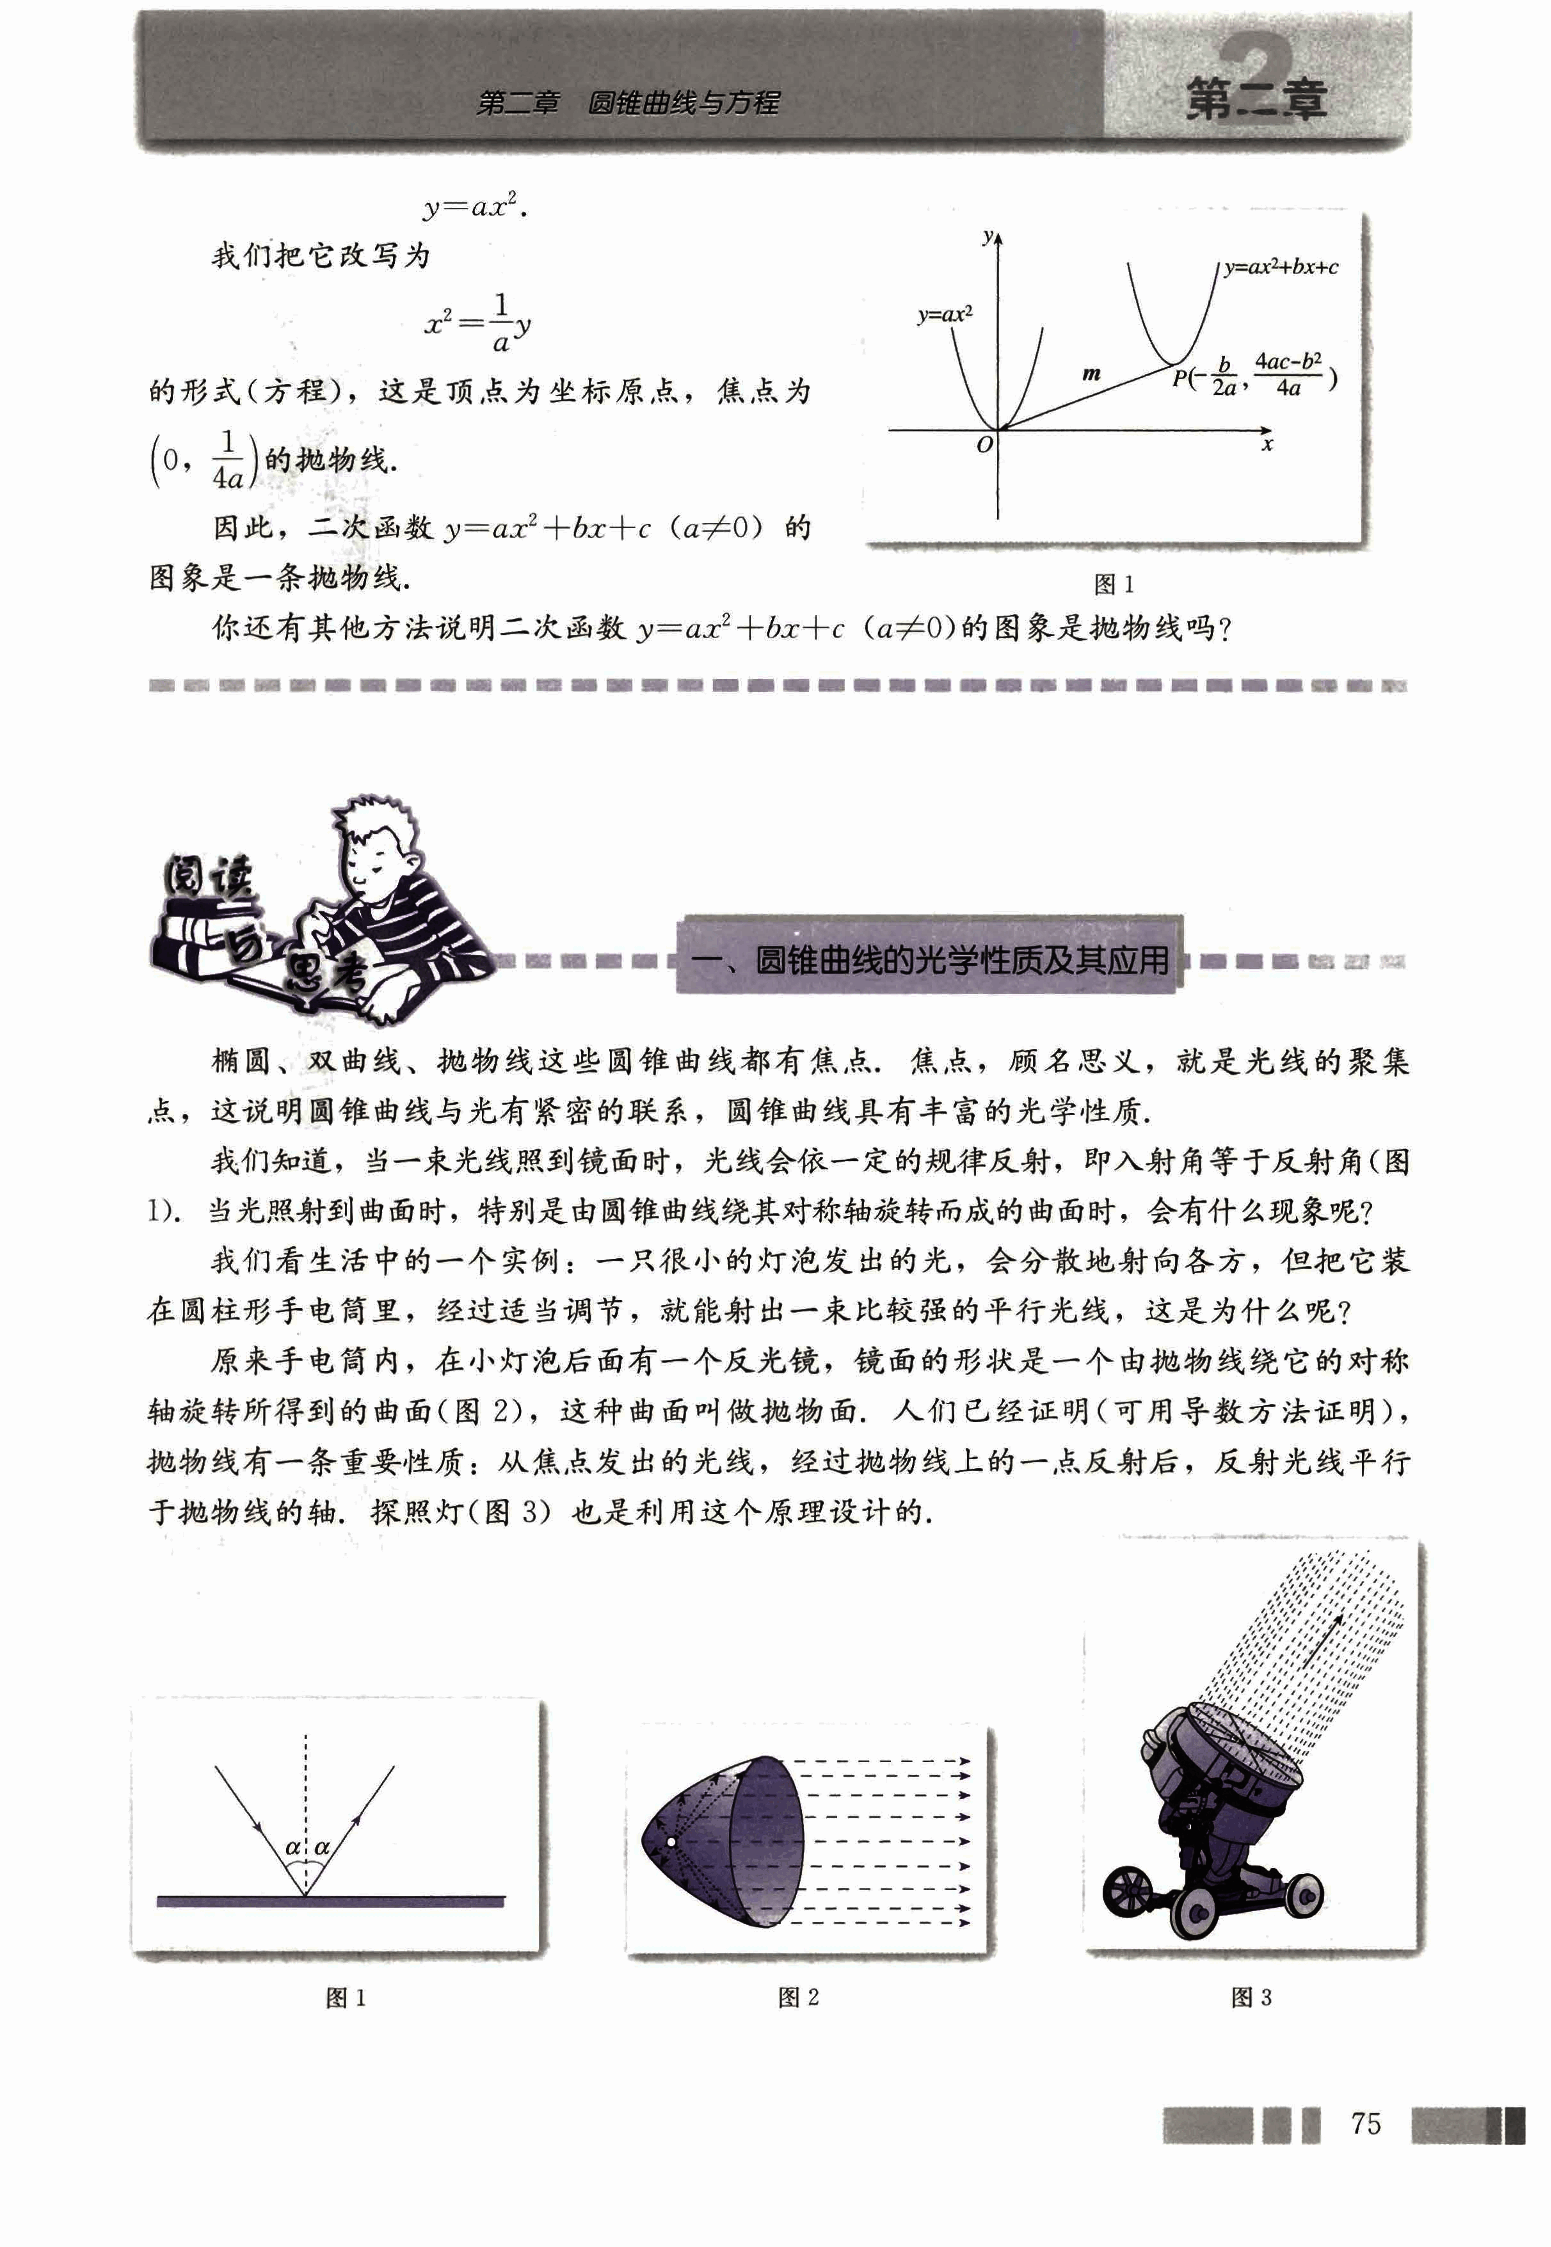 第二章 圆锥曲线与方程
第二章
y=ax².
我们把它改写为
x²=\frac{1}{a}y
的形式(方程)，这是顶点为坐标原点，焦点为
(0，\frac{1}{4a})的抛物线.
因此，二次函数 y=ax²+bx+c（a≠0）的
图象是一条抛物线.
y
y=ax²+bx+c
y=ax²
m
P(-\frac{b}{2a}, \frac{4ac-b²}{4a})
O
x
图 1
你还有其他方法说明二次函数 y=ax²+bx+c（a≠0)的图象是抛物线吗?
阅读
与
思考
一、圆锥曲线的光学性质及其应用
椭圆、双曲线、抛物线这些圆锥曲线都有焦点. 焦点，顾名思义，就是光线的聚集
点，这说明圆锥曲线与光有紧密的联系，圆锥曲线具有丰富的光学性质.
我们知道，当一束光线照到镜面时，光线会依一定的规律反射，即入射角等于反射角(图
1). 当光照射到曲面时，特别是由圆锥曲线绕其对称轴旋转而成的曲面时，会有什么现象呢?
我们看生活中的一个实例：一只很小的灯泡发出的光，会分散地射向各方，但把它装
在圆柱形手电筒里，经过适当调节，就能射出一束比较强的平行光线，这是为什么呢?
原来手电筒内，在小灯泡后面有一个反光镜，镜面的形状是一个由抛物线绕它的对称
轴旋转所得到的曲面(图 2)，这种曲面叫做抛物面. 人们已经证明(可用导数方法证明)，
抛物线有一条重要性质：从焦点发出的光线，经过抛物线上的一点反射后，反射光线平行
于抛物线的轴. 探照灯(图 3）也是利用这个原理设计的.
α α
图 1
图 2
图 3
75